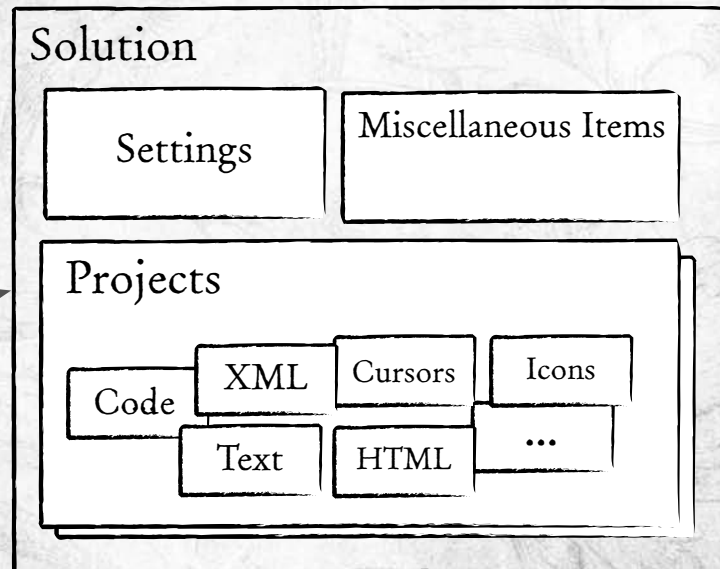 Solution
Settings
Miscellaneous Items
Projects
Code
XML
Cursors
Icons
Text
HTML
...